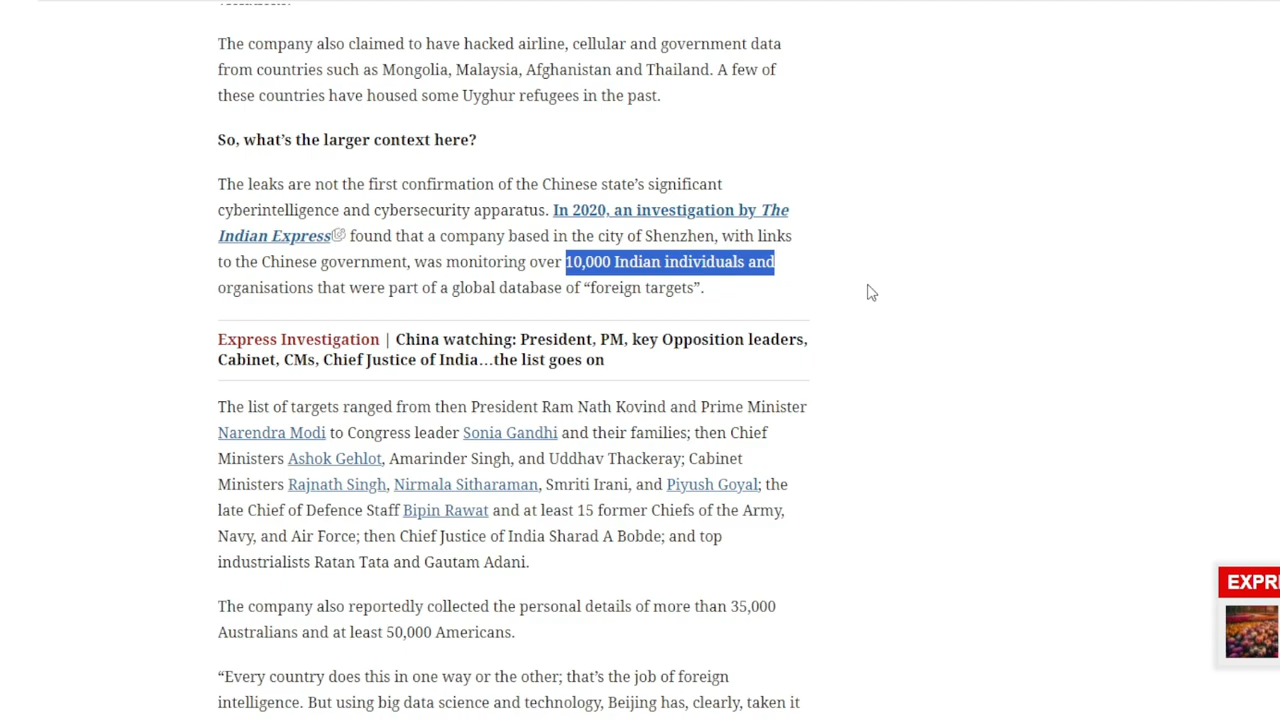 The company also claimed to have hacked airline, cellular and government data
from countries such as Mongolia, Malaysia, Afghanistan and Thailand. A few of
these countries have housed some Uyghur refugees in the past.
So, what’s the larger context here?
The leaks are not the first confirmation of the Chinese state’s significant
cyberintelligence and cybersecurity apparatus. In 2020, an investigation by The
Indian Express found that a company based in the city of Shenzhen, with links
to the Chinese government, was monitoring over 10,000 Indian individuals and
organisations that were part of a global database of “foreign targets”.
Express Investigation | China watching: President, PM, key Opposition leaders,
Cabinet, CMs, Chief Justice of India…the list goes on
The list of targets ranged from then President Ram Nath Kovind and Prime Minister
Narendra Modi to Congress leader Sonia Gandhi and their families; then Chief
Ministers Ashok Gehlot, Amarinder Singh, and Uddhav Thackeray; Cabinet
Ministers Rajnath Singh, Nirmala Sitharaman, Smriti Irani, and Piyush Goyal; the
late Chief of Defence Staff Bipin Rawat and at least 15 former Chiefs of the Army,
Navy, and Air Force; then Chief Justice of India Sharad A Bobde; and top
industrialists Ratan Tata and Gautam Adani.
EXPR
The company also reportedly collected the personal details of more than 35,000
Australians and at least 50,000 Americans.
“Every country does this in one way or the other; that’s the job of foreign
intelligence. But using big data science and technology, Beijing has, clearly, taken it